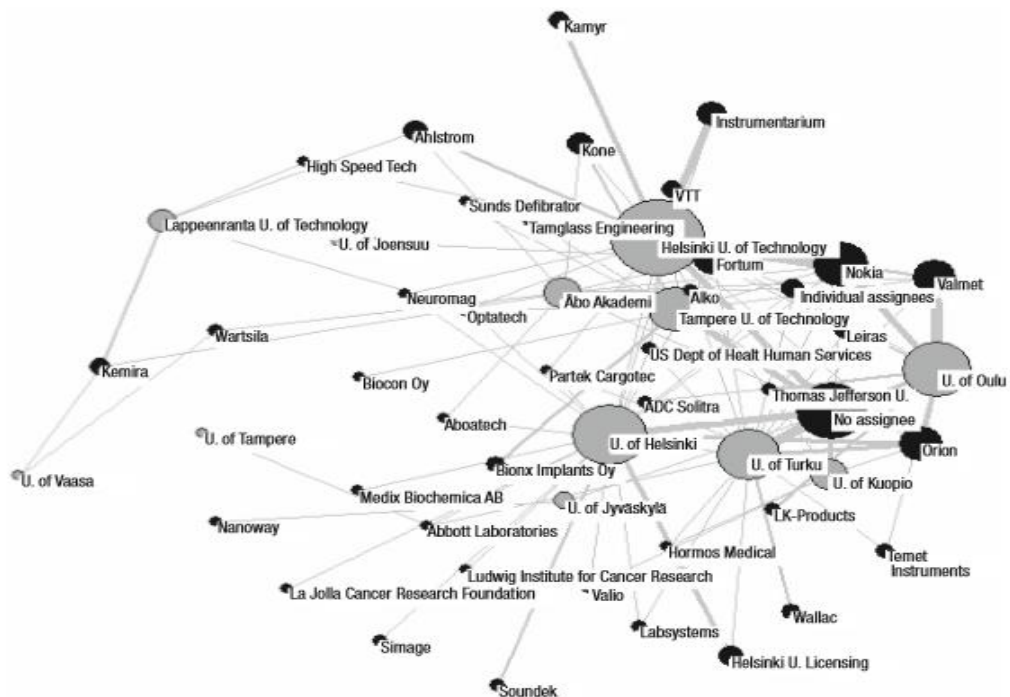 Kamyr
Instrumentarium
Ahlstrom
Kone
High Speed Tech
VTT
Sunds Defibrator
Lappeenranta U. of Technology
Tamglass Engineering
U. of Joensuu
Helsinki U. of Technology
Fortum
Nokia
Valmet
Neuromag
Åbo Akademi
Alko
Individual assignees
Optatech
Tampere U. of Technology
Wartsila
Leiras
US Dept of Healt Human Services
Kemira
Biocon Oy
Partek Cargotec
U. of Oulu
Thomas Jefferson U.
ADC Solitra
Aboatech
No assignee
U. of Tampere
U. of Helsinki
Orion
Bionx Implants Oy
U. of Turku
U. of Vaasa
U. of Kuopio
Medix Biochemica AB
U. of Jyväskylä
LK-Products
Nanoway
Abbott Laboratories
Hormos Medical
Temet
Instruments
Ludwig Institute for Cancer Research
La Jolla Cancer Research Foundation
Valio
Wallac
Labsystems
Simage
Helsinki U. Licensing
Soundek